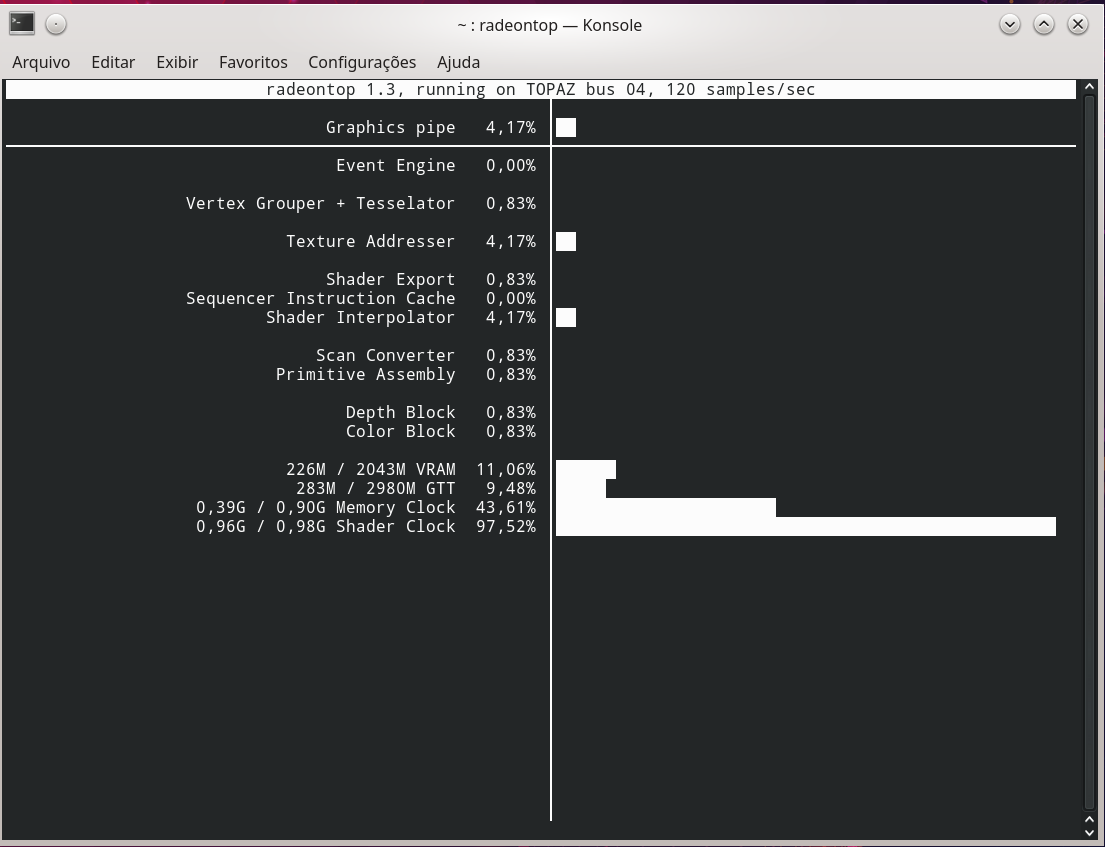 ~ : radeontop — Konsole
Arquivo Editar Exibir Favoritos Configurações Ajuda
radeontop 1.3, running on TOPAZ bus 04, 120 samples/sec
Graphics pipe 4,17%
Event Engine 0,00%
Vertex Grouper + Tesselator 0,83%
Texture Addresser 4,17%
Shader Export 0,83%
Sequencer Instruction Cache 0,00%
Shader Interpolator 4,17%
Scan Converter 0,83%
Primitive Assembly 0,83%
Depth Block 0,83%
Color Block 0,83%
226M / 2043M VRAM 11,06%
283M / 2980M GTT 9,48%
0,39G / 0,90G Memory Clock 43,61%
0,96G / 0,98G Shader Clock 97,52%